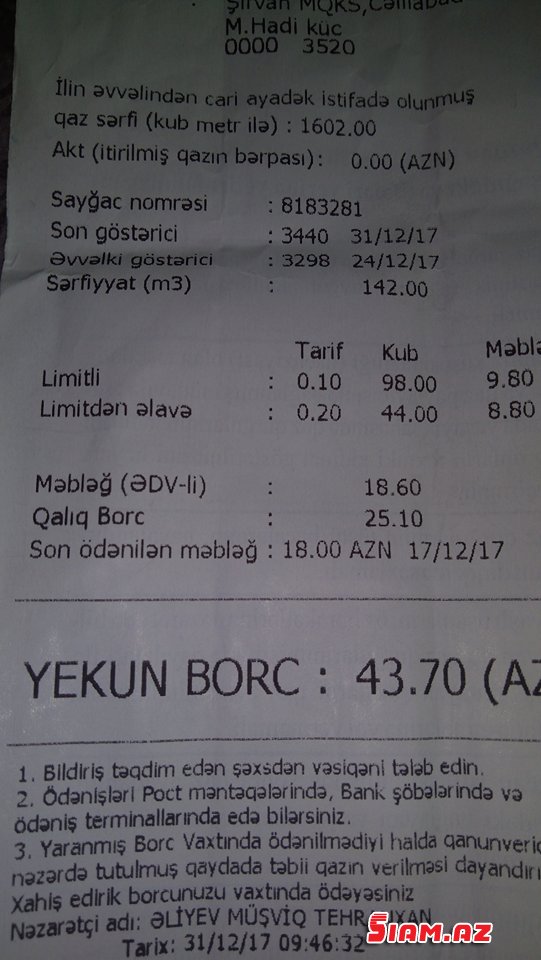 Şirvan MQKS,Cəlilabad
M.Hadi küc
0000 3520
İlin əvvəlindən cari ayadək istifadə olunmuş
qaz sərfi (kub metr ilə) : 1602.00
Akt (itirilmiş qazın bərpası): 0.00 (AZN)
Sayğac nomrəsi : 8183281
Son göstərici : 3440 31/12/17
Əvvəlki göstərici : 3298 24/12/17
Sərfiyyat (m3) : 142.00
Tarif Kub Məblə
Limitli : 0.10 98.00 9.80
Limitdən əlavə : 0.20 44.00 8.80
Məbləğ (ƏDV-li) : 18.60
Qalıq Borc : 25.10
Son ödənilən məbləğ : 18.00 AZN 17/12/17
YEKUN BORC : 43.70 (AZ
1. Bildiriş təqdim edən şəxsdən vəsiqəni tələb edin.
2. Ödənişləri Poct məntəqələrində, Bank şöbələrində və
ödəniş terminallarında edə bilərsiniz.
3. Yaranmış Borc Vaxtında ödənilmədiyi halda qanunveric
nəzərdə tutulmuş qaydada təbii qazın verilməsi dayandırı
Xahiş edirik borcunuzu vaxtında ödəyəsiniz
Nəzarətçi adı: ƏLİYEV MÜŞVİQ
Tarix: 31/12/17 09:46:32
SIAM.AZ